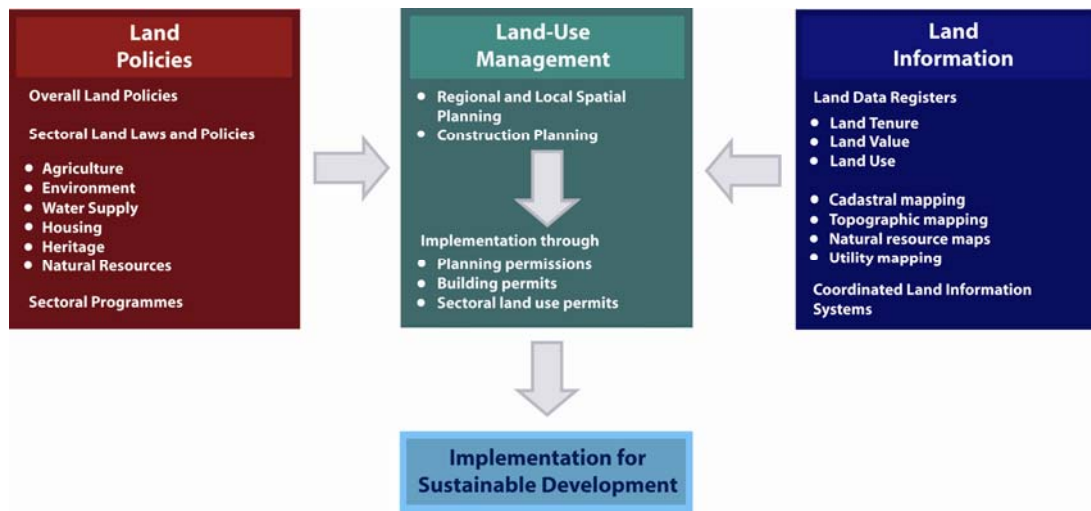 Land
Policies
Overall Land Policies
Sectoral Land Laws and Policies
• Agriculture
• Environment
• Water Supply
• Housing
• Heritage
• Natural Resources
Sectoral Programmes
Land-Use
Management
• Regional and Local Spatial
Planning
• Construction Planning
Implementation through
• Planning permissions
• Building permits
• Sectoral land use permits
Land
Information
Land Data Registers
• Land Tenure
• Land Value
• Land Use
• Cadastral mapping
• Topographic mapping
• Natural resource maps
• Utility mapping
Coordinated Land Information
Systems
Implementation for
Sustainable Development